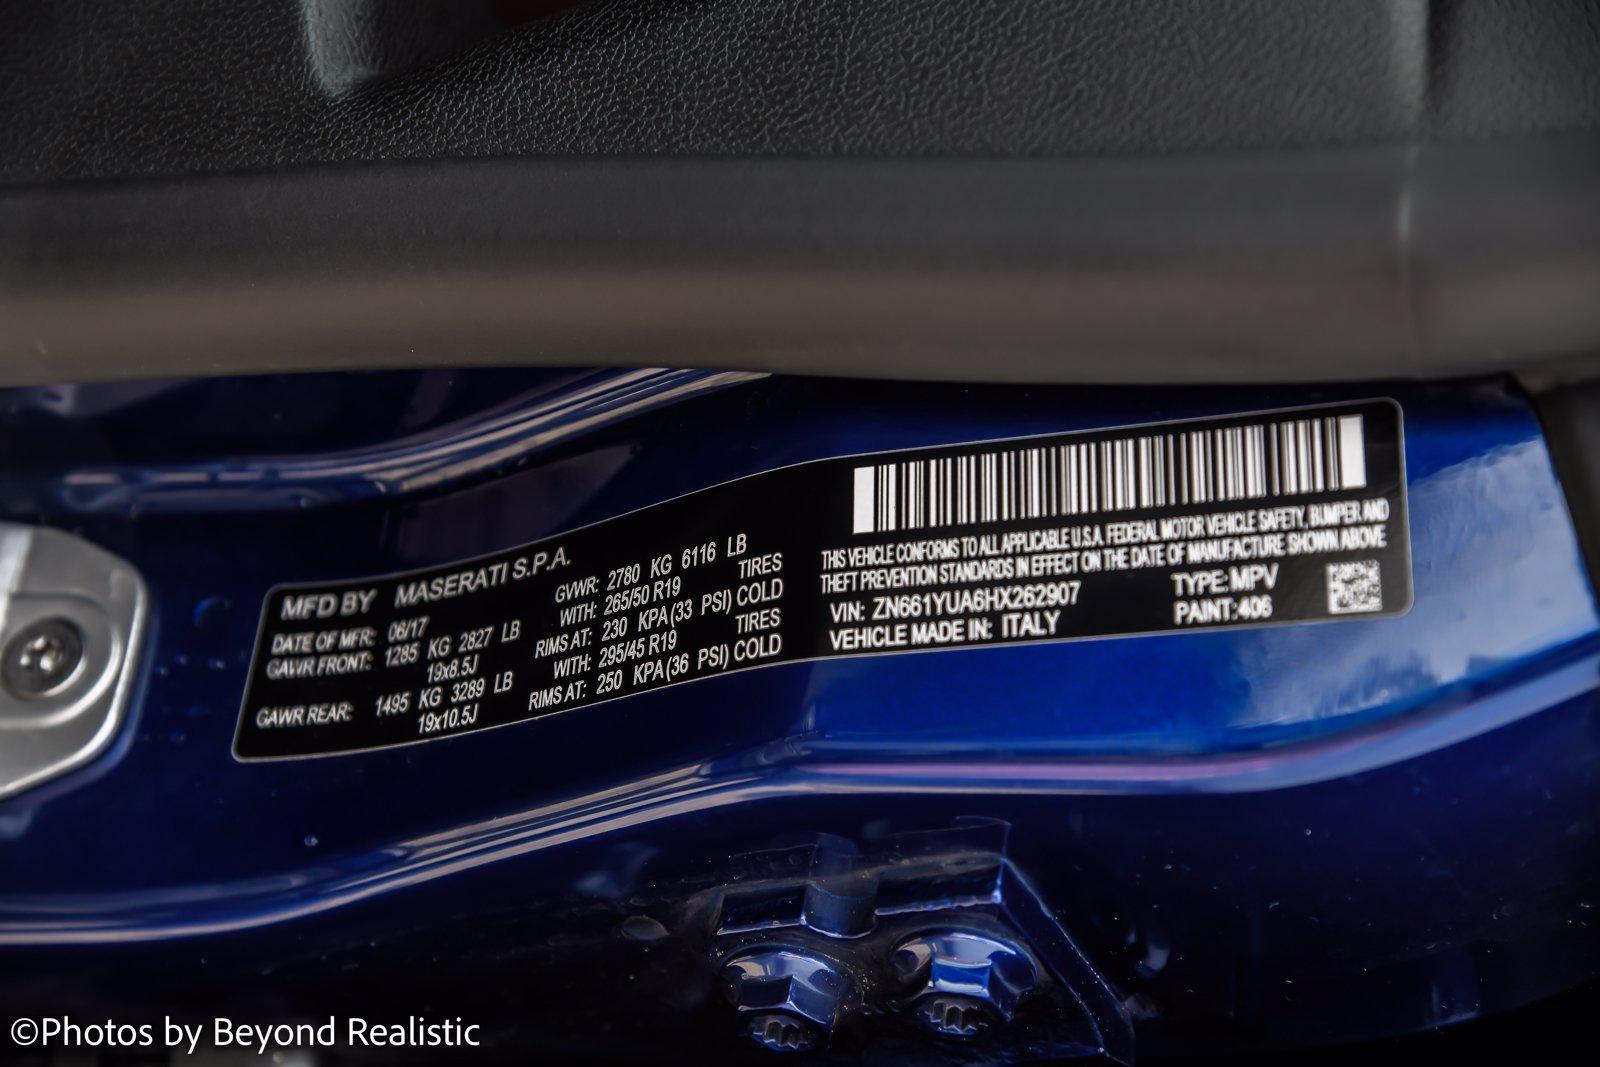 MFD BY MASERATI S.P.A.
DATE OF MFR: 06/17 GVWR: 2780 KG 6116 LB
GAWR FRONT: 1285 KG 2827 LB WITH: 265/50 R19 TIRES
19x8.5J RIMS AT: 230 KPA (33 PSI) COLD
GAWR REAR: 1495 KG 3289 LB WITH: 295/45 R19 TIRES
19x10.5J RIMS AT: 250 KPA (36 PSI) COLD
THIS VEHICLE CONFORMS TO ALL APPLICABLE U.S.A. FEDERAL MOTOR VEHICLE SAFETY, BUMPER AND
THEFT PREVENTION STANDARDS IN EFFECT ON THE DATE OF MANUFACTURE SHOWN ABOVE
VIN: ZN661YUA6HX262907 TYPE: MPV
VEHICLE MADE IN: ITALY PAINT: 406
©Photos by Beyond Realistic